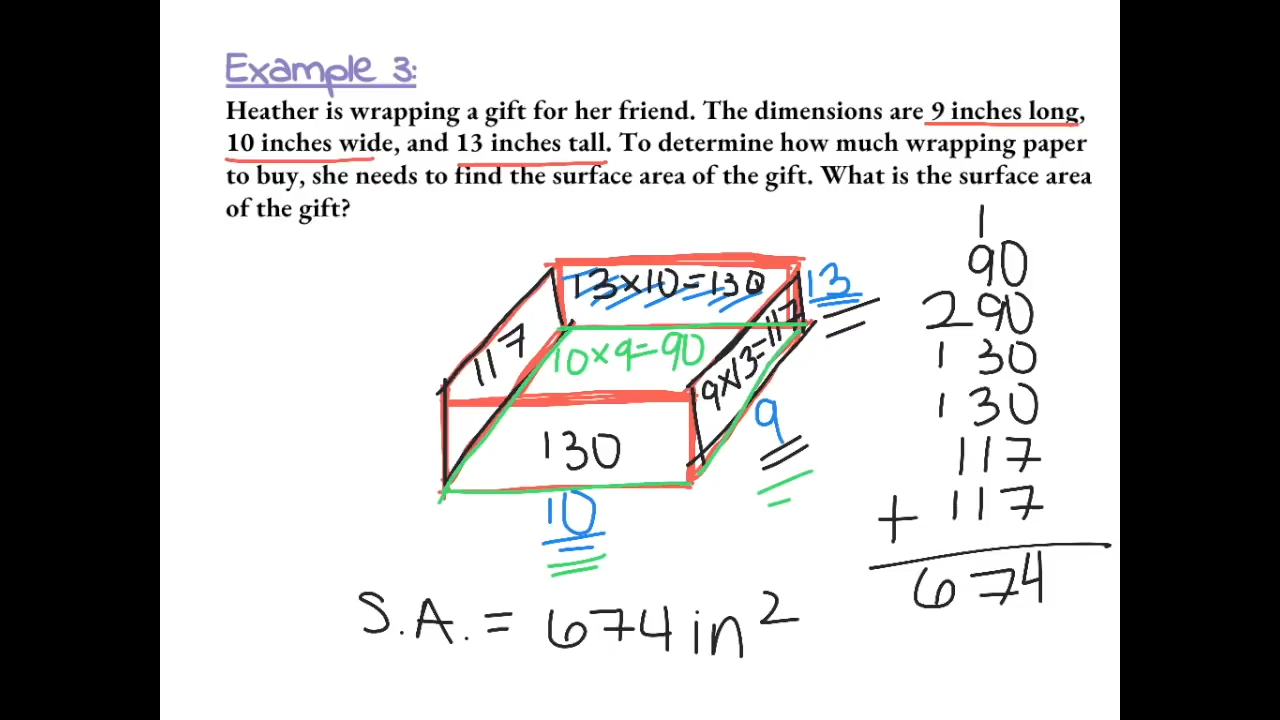 Example 3:
Heather is wrapping a gift for her friend. The dimensions are 9 inches long,
10 inches wide, and 13 inches tall. To determine how much wrapping paper
to buy, she needs to find the surface area of the gift. What is the surface area
of the gift?
13×10=130
13
117
10×9=90
9×13=117
130
9
10
1
90
290
130
130
117
+ 117
674
S.A. = 674 in²